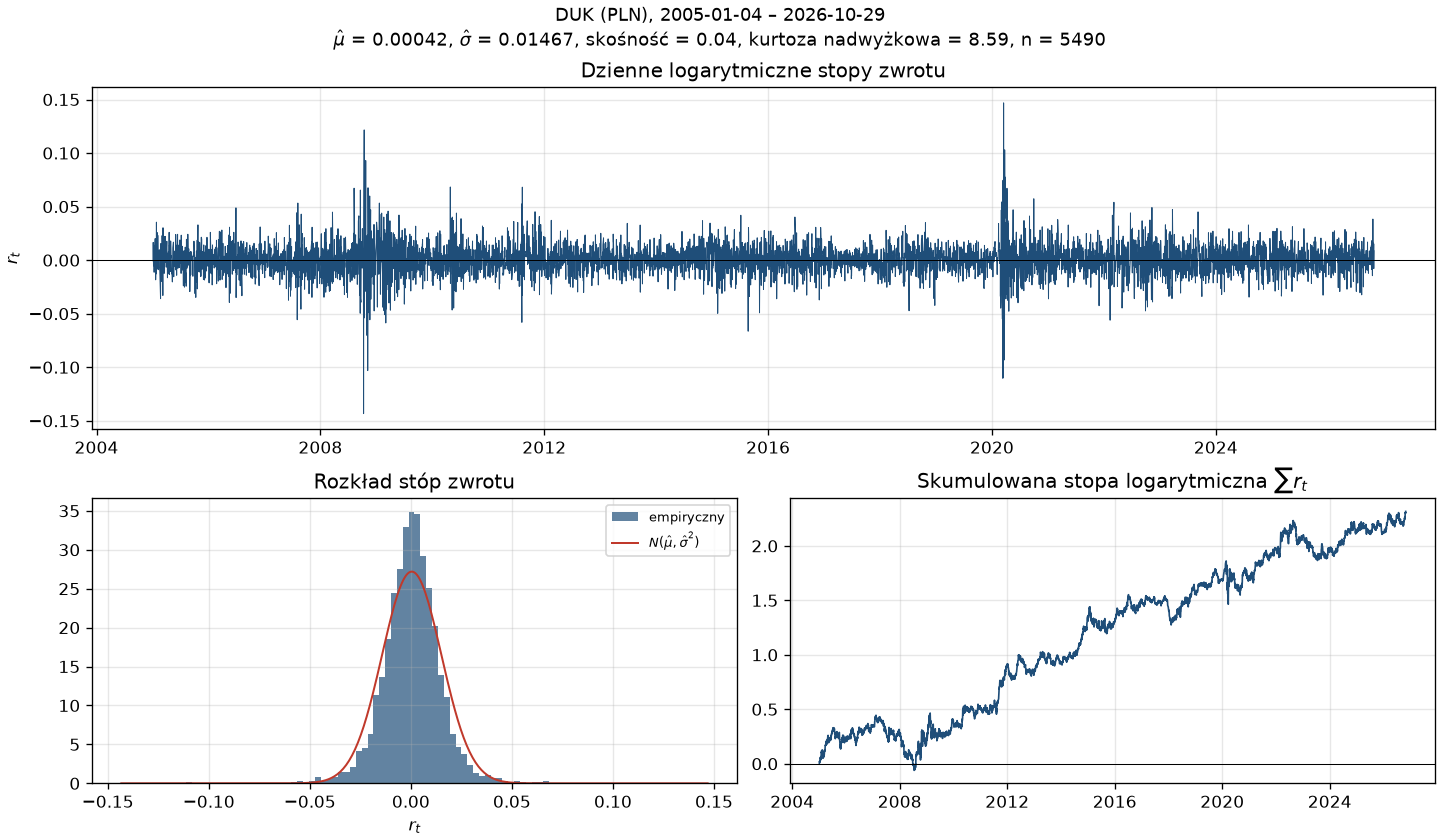 DUK (PLN), 2005-01-04 – 2026-10-29
μ̂ = 0.00042, σ̂ = 0.01467, skośność = 0.04, kurtoza nadwyżkowa = 8.59, n = 5490
Dzienne logarytmiczne stopy zwrotu
0.15
0.10
0.05
0.00
−0.05
−0.10
−0.15
r_t
2004 2008 2012 2016 2020 2024
Rozkład stóp zwrotu
35
30
25
20
15
10
5
0
empiryczny
N(μ̂, σ̂²)
−0.15 −0.10 −0.05 0.00 0.05 0.10 0.15
r_t
Skumulowana stopa logarytmiczna ∑r_t
2.0
1.5
1.0
0.5
0.0
2004 2008 2012 2016 2020 2024